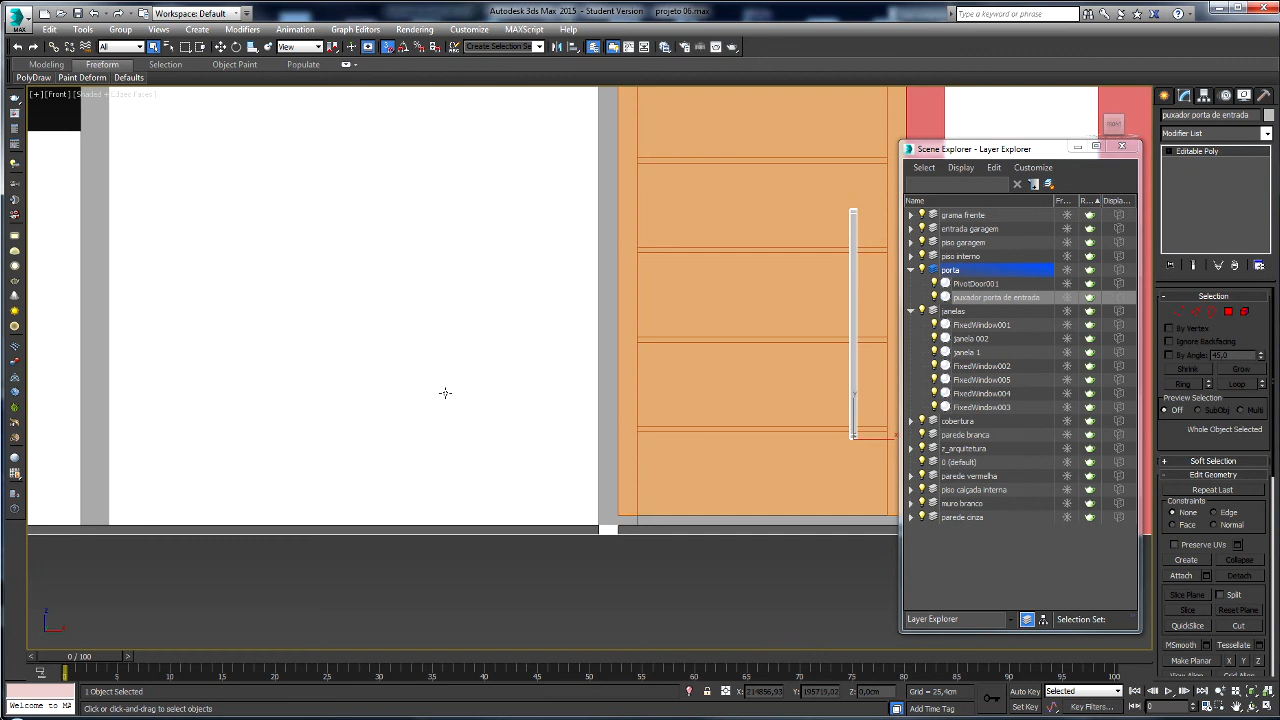 Workspace: Default
Autodesk 3ds Max 2015 - Student Version projeto 06.max
Type a keyword or phrase
MAX
Edit Tools Group Views Create Modifiers Animation Graph Editors Rendering Customize MAXScript Help
All View Create Selection Se
Modeling Freeform Selection Object Paint Populate
PolyDraw Paint Deform Defaults
[+][Front][Shaded + Edged Faces]
puxador porta de entrada
Modifier List
Editable Poly
Scene Explorer - Layer Explorer
Select Display Edit Customize
Name Fr... R... Displa...
grama frente
entrada garagem
piso garagem
piso interno
porta
PivotDoor001
puxador porta de entrada
janelas
FixedWindow001
janela 002
janela 1
FixedWindow002
FixedWindow005
FixedWindow004
FixedWindow003
cobertura
parede branca
z_arquitetura
0 (default)
parede vermelha
piso calçada interna
muro branco
parede cinza
Layer Explorer Selection Set:
Selection
By Vertex
Ignore Backfacing
By Angle: 45,0
Shrink Grow
Ring Loop
Preview Selection
Off SubObj Multi
Whole Object Selected
Soft Selection
Edit Geometry
Repeat Last
Constraints
None Edge
Face Normal
Preserve UVs
Create Collapse
Attach Detach
Slice Plane Split
Slice Reset Plane
QuickSlice Cut
MSmooth Tessellate
Make Planar X Y Z
0 / 100
5 10 15 20 25 30 35 40 45 50 55 60 65 70 75 80 85 90 95 100
Welcome to MA
1 Object Selected
Click or click-and-drag to select objects
X: 214856,93 Y: 195719,02 Z: 0,0cm Grid = 25,4cm
Add Time Tag
Auto Key Selected
Set Key Key Filters...
0